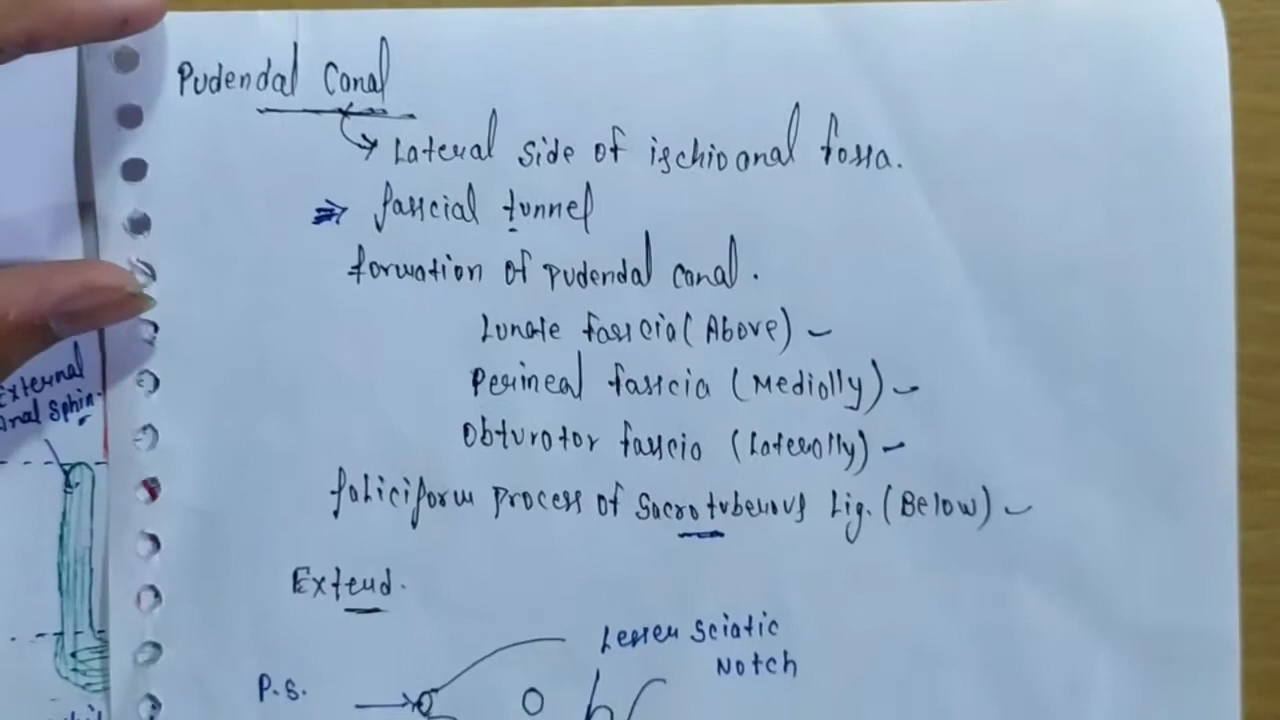 Pudendal Canal
Lateral side of ischioanal fossa.
⇒ fascial tunnel
formation of pudendal canal.
Lunate fascia (Above) –
Perineal fascia (Medially) –
Obturator fascia (Laterally) –
faliciform process of Sacrotuberous Lig. (Below) –
External
anal Sphin.
Extend.
Lesser Sciatic
Notch
P.S.